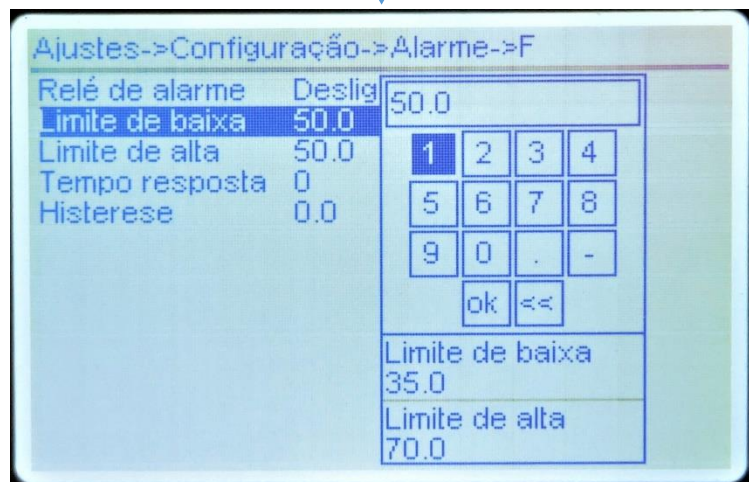 Ajustes->Configuração->Alarme->F
Relé de alarme Deslig
Limite de baixa 50.0
Limite de alta 50.0
Tempo resposta 0
Histerese 0.0
50.0
1 2 3 4
5 6 7 8
9 0 . -
ok <<
Limite de baixa
35.0
Limite de alta
70.0